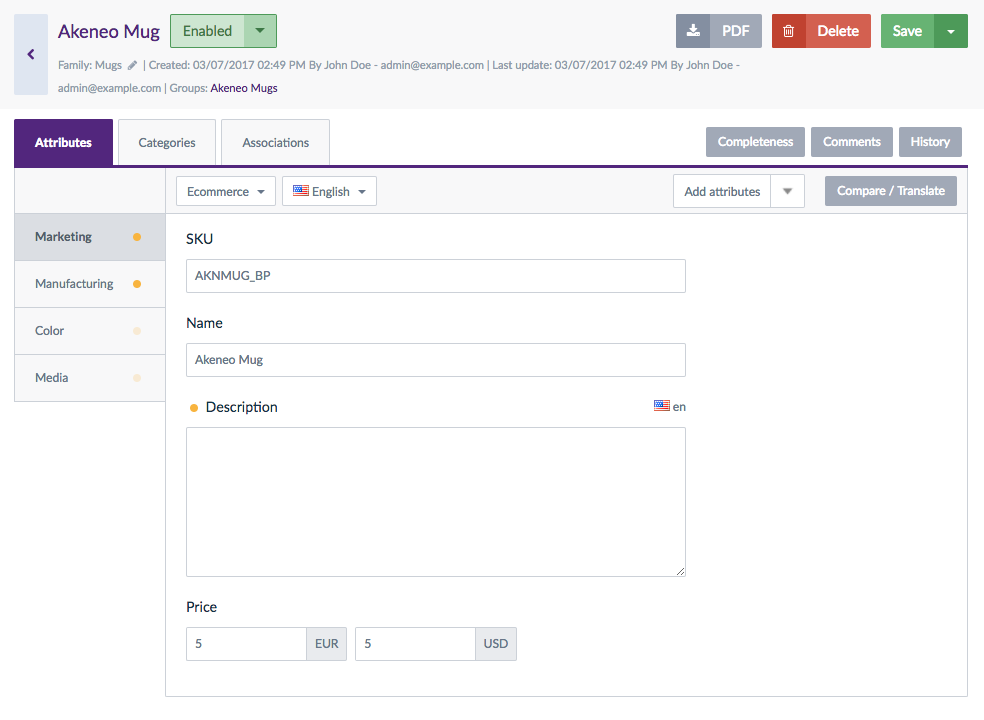 Akeneo Mug Enabled PDF Delete Save
Family: Mugs | Created: 03/07/2017 02:49 PM By John Doe - admin@example.com | Last update: 03/07/2017 02:49 PM By John Doe -
admin@example.com | Groups: Akeneo Mugs
Attributes Categories Associations Completeness Comments History
Ecommerce English Add attributes Compare / Translate
Marketing
Manufacturing
Color
Media
SKU
AKNMUG_BP
Name
Akeneo Mug
Description en
Price
5 EUR 5 USD